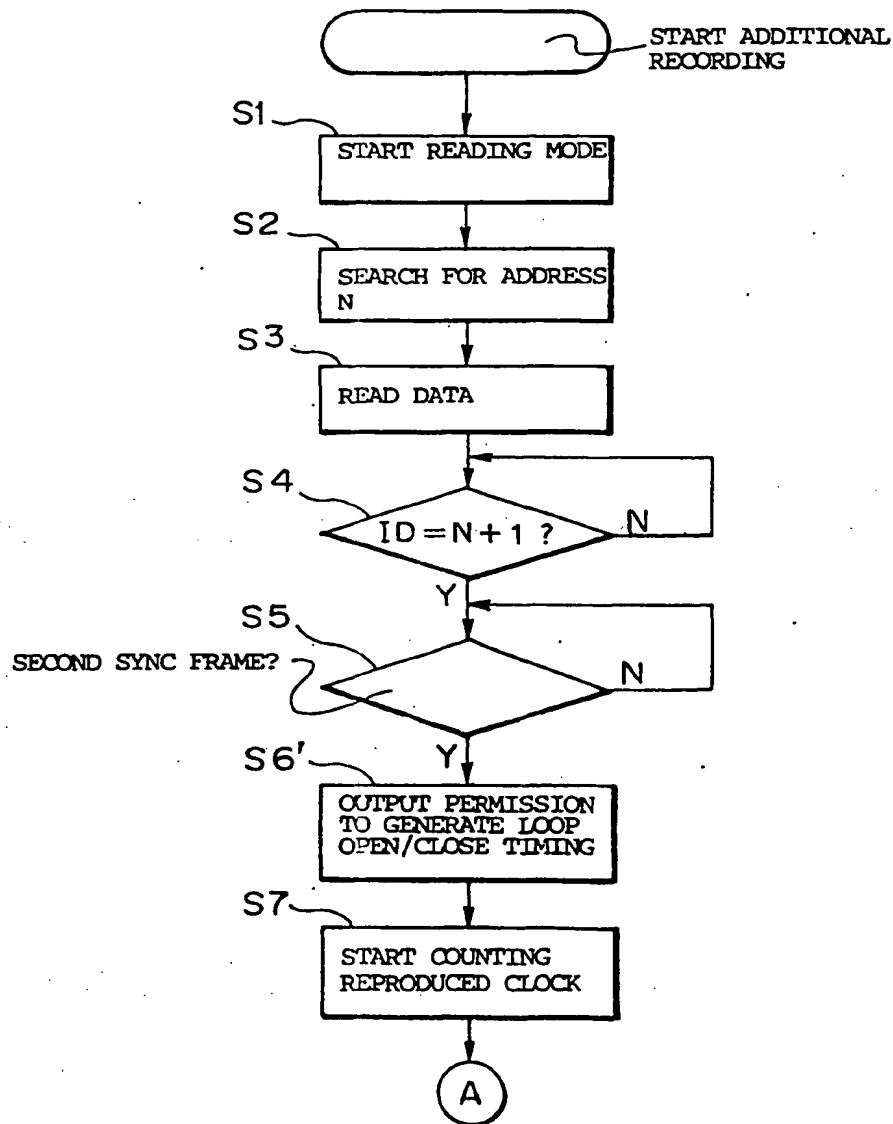 START ADDITIONAL
RECORDING
S1
START READING MODE
S2
SEARCH FOR ADDRESS
N
S3
READ DATA
S4
ID=N+1 ?
N
Y
S5
SECOND SYNC FRAME?
N
Y
S6'
OUTPUT PERMISSION
TO GENERATE LOOP
OPEN/CLOSE TIMING
S7
START COUNTING
REPRODUCED CLOCK
A